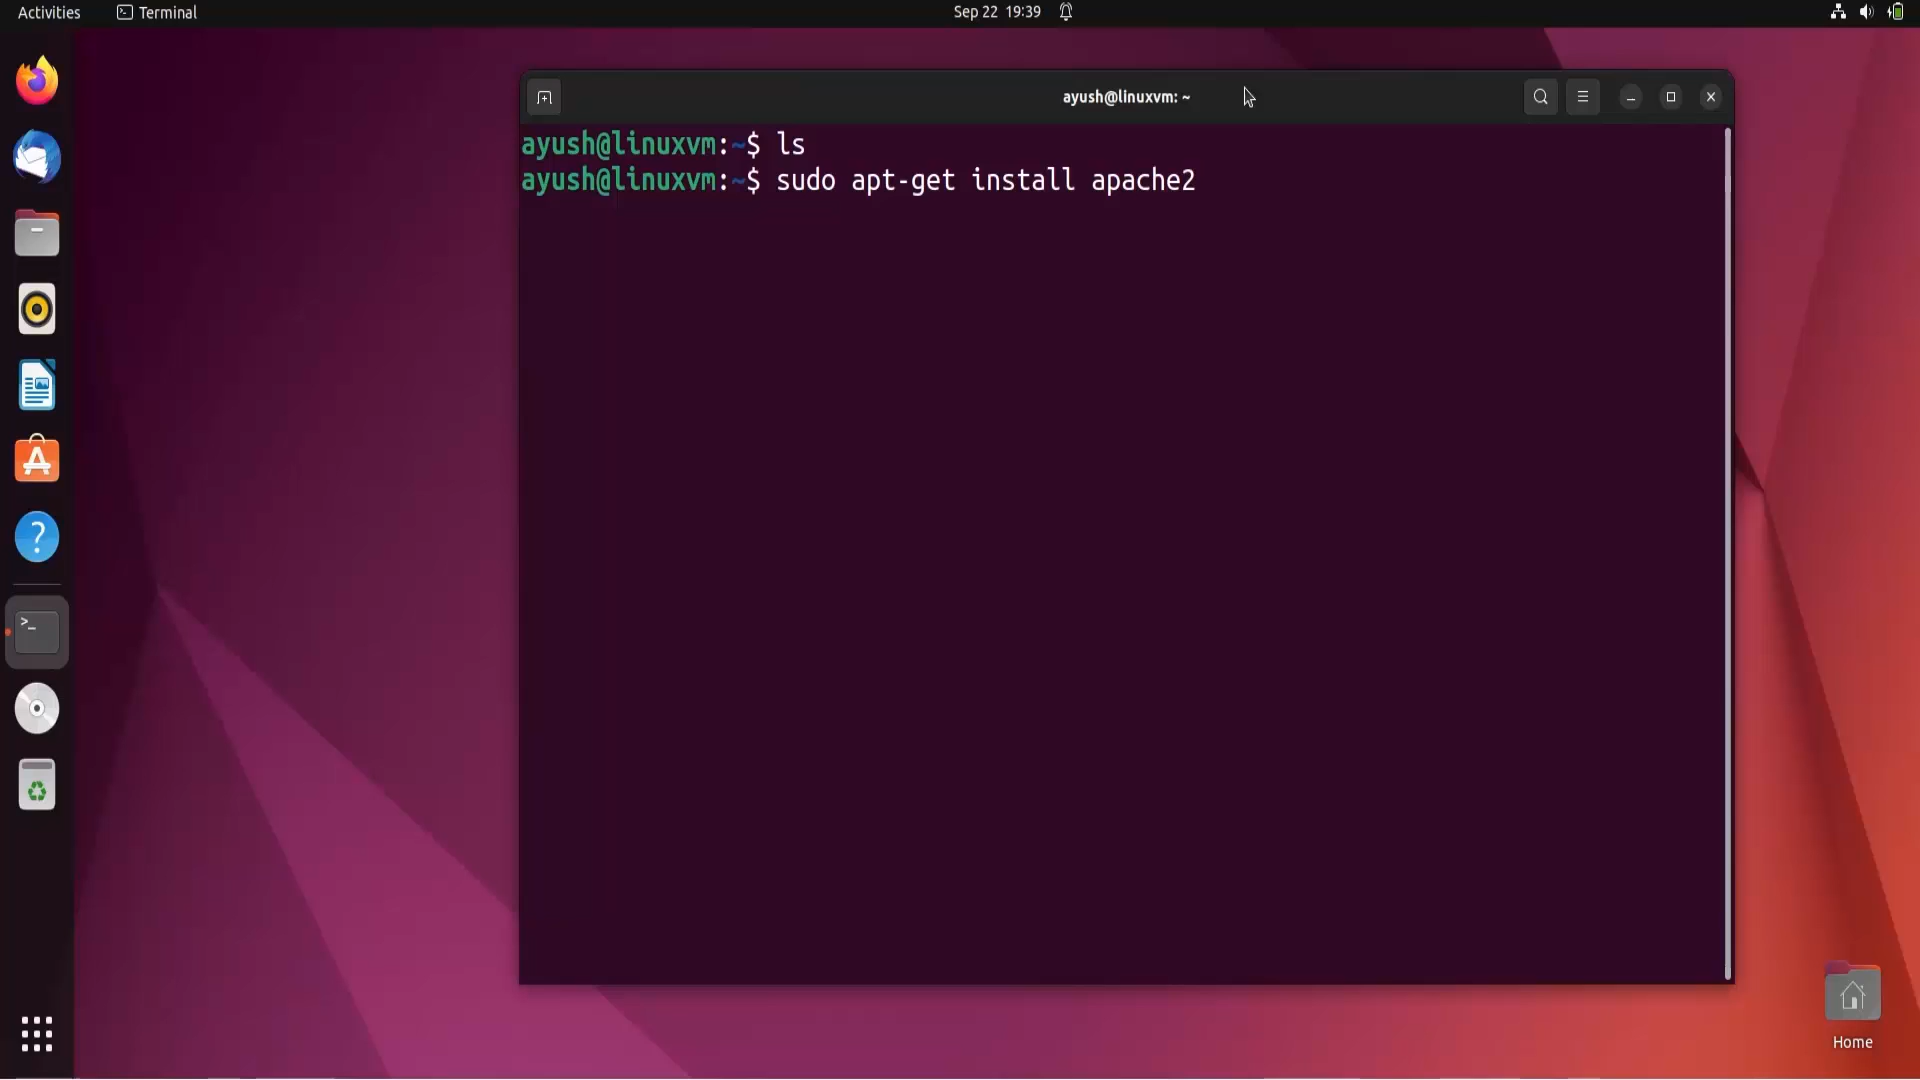 Activities
Terminal
Sep 22 19:39
ayush@linuxvm: ~
ayush@linuxvm:~$ ls
ayush@linuxvm:~$ sudo apt-get install apache2
Home